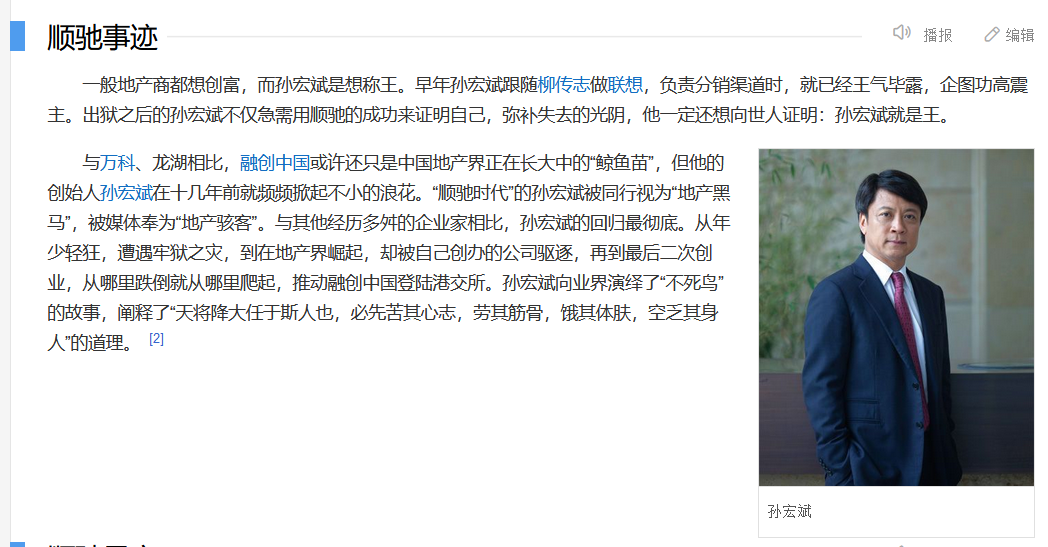 顺驰事迹
播报
编辑
一般地产商都想创富，而孙宏斌是想称王。早年孙宏斌跟随柳传志做联想，负责分销渠道时，就已经王气毕露，企图功高震
主。出狱之后的孙宏斌不仅急需用顺驰的成功来证明自己，弥补失去的光阴，他一定还想向世人证明：孙宏斌就是王。
与万科、龙湖相比，融创中国或许还只是中国地产界正在长大中的“鲸鱼苗”，但他的
创始人孙宏斌在十几年前就频频掀起不小的浪花。“顺驰时代”的孙宏斌被同行视为“地产黑
马”，被媒体奉为“地产骇客”。与其他经历多舛的企业家相比，孙宏斌的回归最彻底。从年
少轻狂，遭遇牢狱之灾，到在地产界崛起，却被自己创办的公司驱逐，再到最后二次创
业，从哪里跌倒就从哪里爬起，推动融创中国登陆港交所。孙宏斌向业界演绎了“不死鸟”
的故事，阐释了“天将降大任于斯人也，必先苦其心志，劳其筋骨，饿其体肤，空乏其身
人”的道理。 [2]
孙宏斌